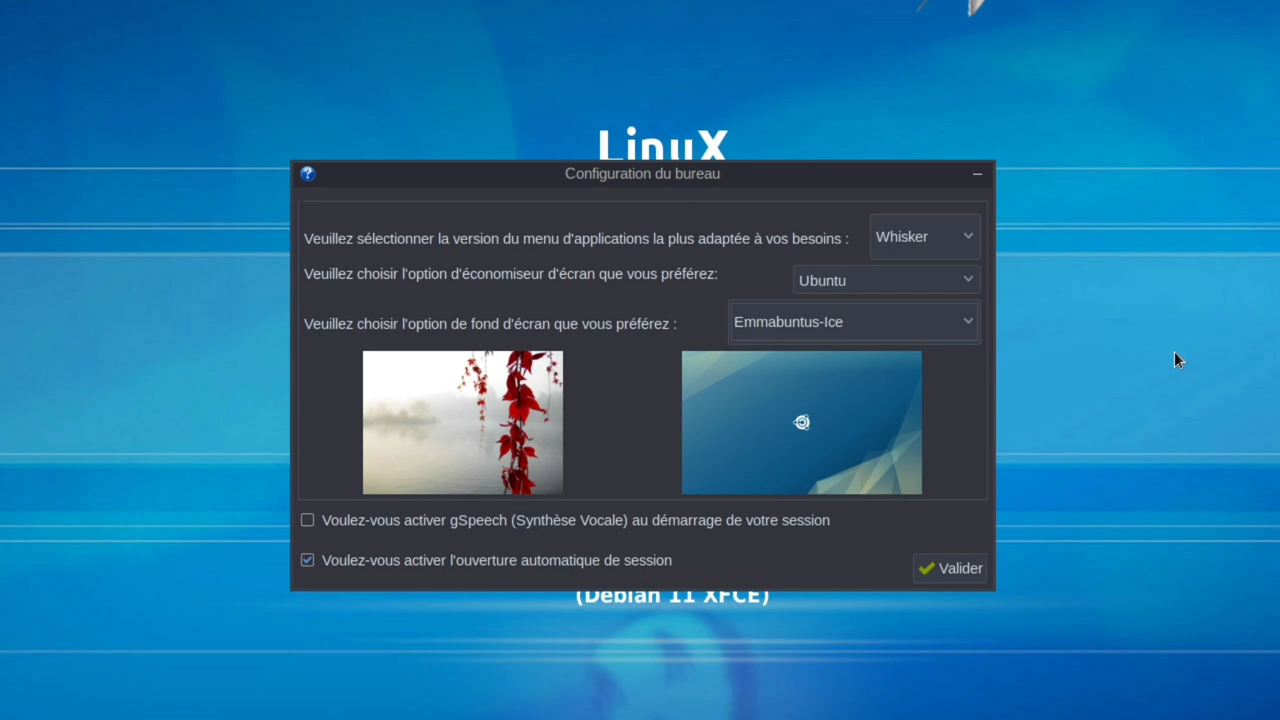 LinuX
Configuration du bureau
Veuillez sélectionner la version du menu d'applications la plus adaptée à vos besoins : Whisker
Veuillez choisir l'option d'économiseur d'écran que vous préférez: Ubuntu
Veuillez choisir l'option de fond d'écran que vous préférez : Emmabuntus-Ice
Voulez-vous activer gSpeech (Synthèse Vocale) au démarrage de votre session
Voulez-vous activer l'ouverture automatique de session
Valider
(Debian 11 XFCE)